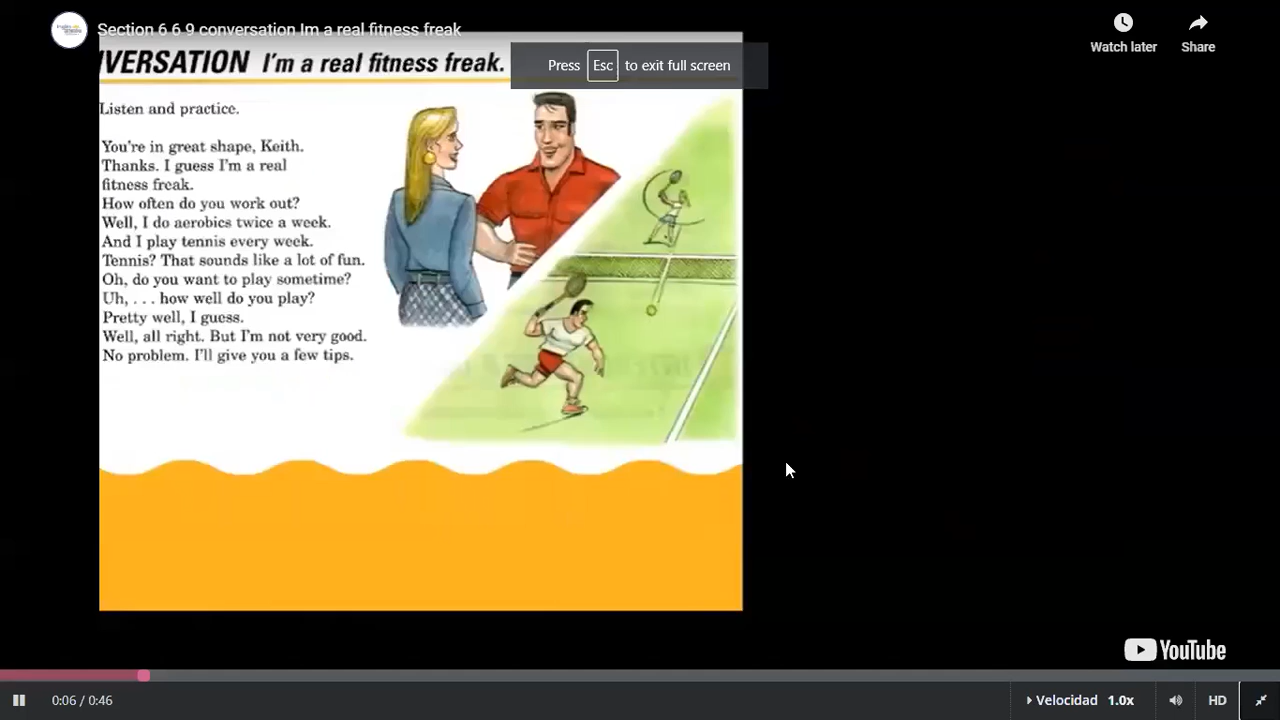 Section 6 6 9 conversation Im a real fitness freak
Watch later
Share
Press Esc to exit full screen
VERSATION I'm a real fitness freak.
Listen and practice.
You're in great shape, Keith.
Thanks. I guess I'm a real
fitness freak.
How often do you work out?
Well, I do aerobics twice a week.
And I play tennis every week.
Tennis? That sounds like a lot of fun.
Oh, do you want to play sometime?
Uh, . . . how well do you play?
Pretty well, I guess.
Well, all right. But I'm not very good.
No problem. I'll give you a few tips.
YouTube
0:06 / 0:46
Velocidad 1.0x
HD